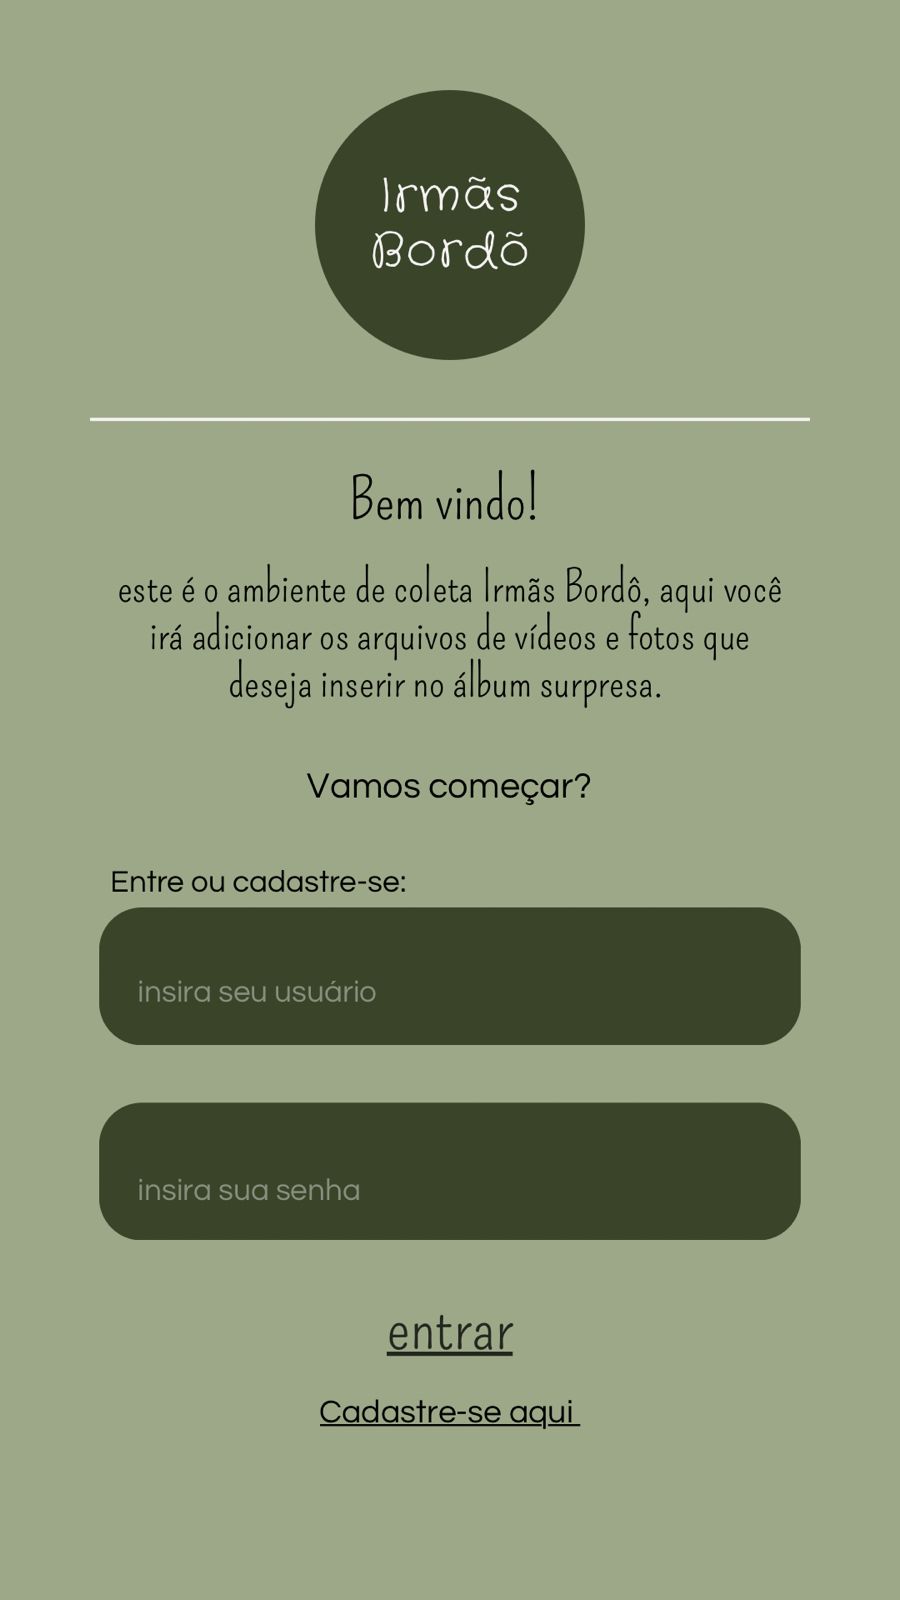 Irmãs
Bordõ
Bem vindo!
este é o ambiente de coleta Irmãs Bordô, aqui você
irá adicionar os arquivos de vídeos e fotos que
deseja inserir no álbum surpresa.
Vamos começar?
Entre ou cadastre-se:
insira seu usuário
insira sua senha
entrar
Cadastre-se aqui